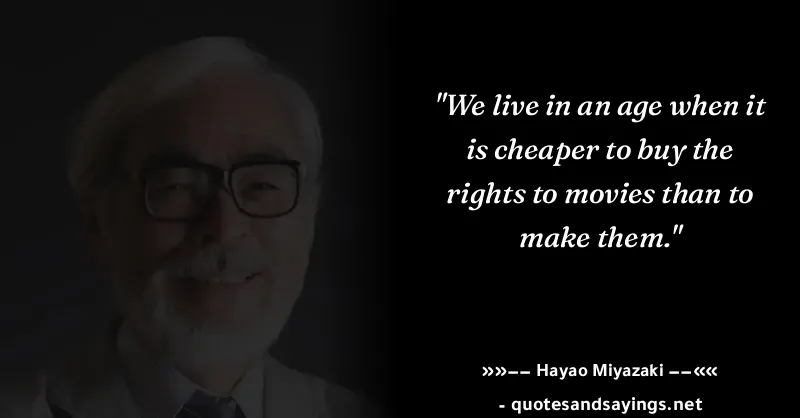 "We live in an age when it
is cheaper to buy the
rights to movies than to
make them."
»»—— Hayao Miyazaki ——««
- quotesandsayings.net